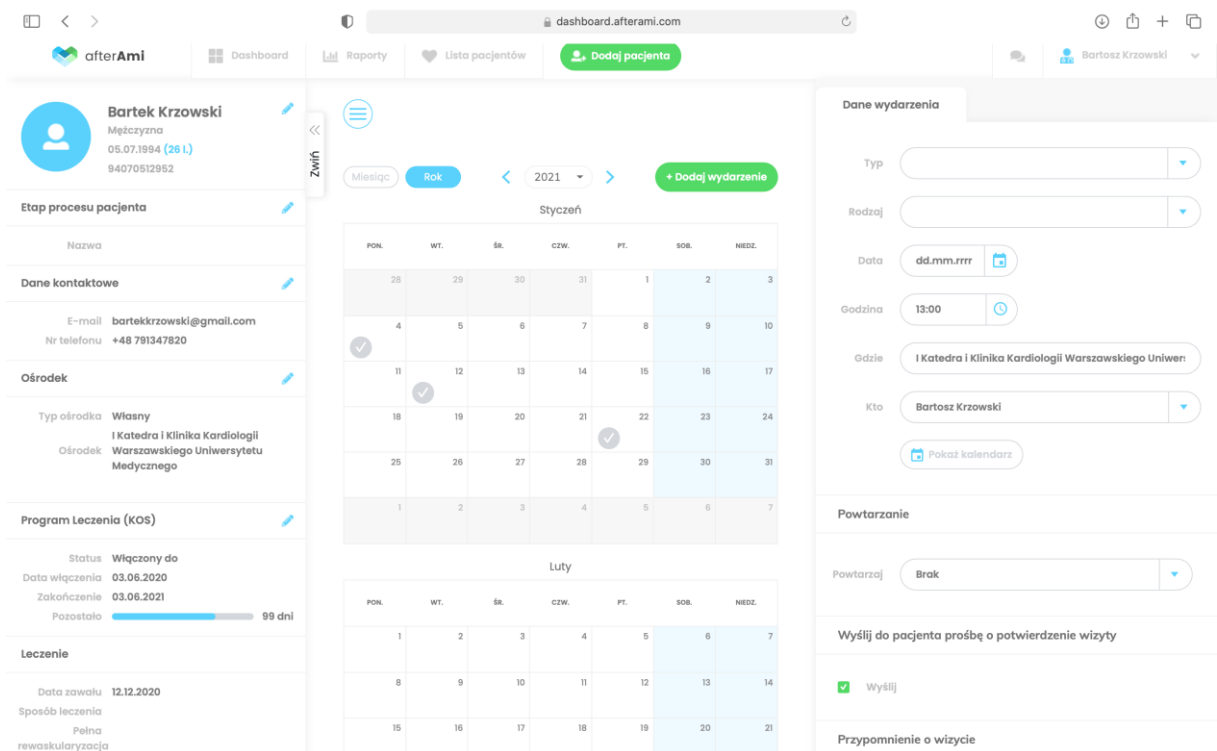 dashboard.afterami.com
afterAmi
Dashboard
Raporty
Lista pacjentów
Dodaj pacjenta
Bartosz Krzowski
Bartek Krzowski
Mężczyzna
05.07.1994 (26 l.)
94070512952
Etap procesu pacjenta
Nazwa
Dane kontaktowe
E-mail bartekkrzowski@gmail.com
Nr telefonu +48 791347820
Ośrodek
Typ ośrodka Własny
Ośrodek I Katedra i Klinika Kardiologii
Warszawskiego Uniwersytetu
Medycznego
Program Leczenia (KOS)
Status Włączony do
Data włączenia 03.06.2020
Zakończenie 03.06.2021
Pozostało 99 dni
Leczenie
Data zawału 12.12.2020
Sposób leczenia
Pełna
rewaskularyzacja
Zwiń
Miesiąc Rok 2021 + Dodaj wydarzenie
Styczeń
PON. WT. ŚR. CZW. PT. SOB. NIEDZ.
28 29 30 31 1 2 3
4 5 6 7 8 9 10
11 12 13 14 15 16 17
18 19 20 21 22 23 24
25 26 27 28 29 30 31
1 2 3 4 5 6 7
Luty
PON. WT. ŚR. CZW. PT. SOB. NIEDZ.
1 2 3 4 5 6 7
8 9 10 11 12 13 14
15 16 17 18 19 20 21
Dane wydarzenia
Typ
Rodzaj
Data dd.mm.rrrr
Godzina 13:00
Gdzie I Katedra i Klinika Kardiologii Warszawskiego Uniwer
Kto Bartosz Krzowski
Pokaż kalendarz
Powtarzanie
Powtarzaj Brak
Wyślij do pacjenta prośbę o potwierdzenie wizyty
Wyślij
Przypomnienie o wizycie